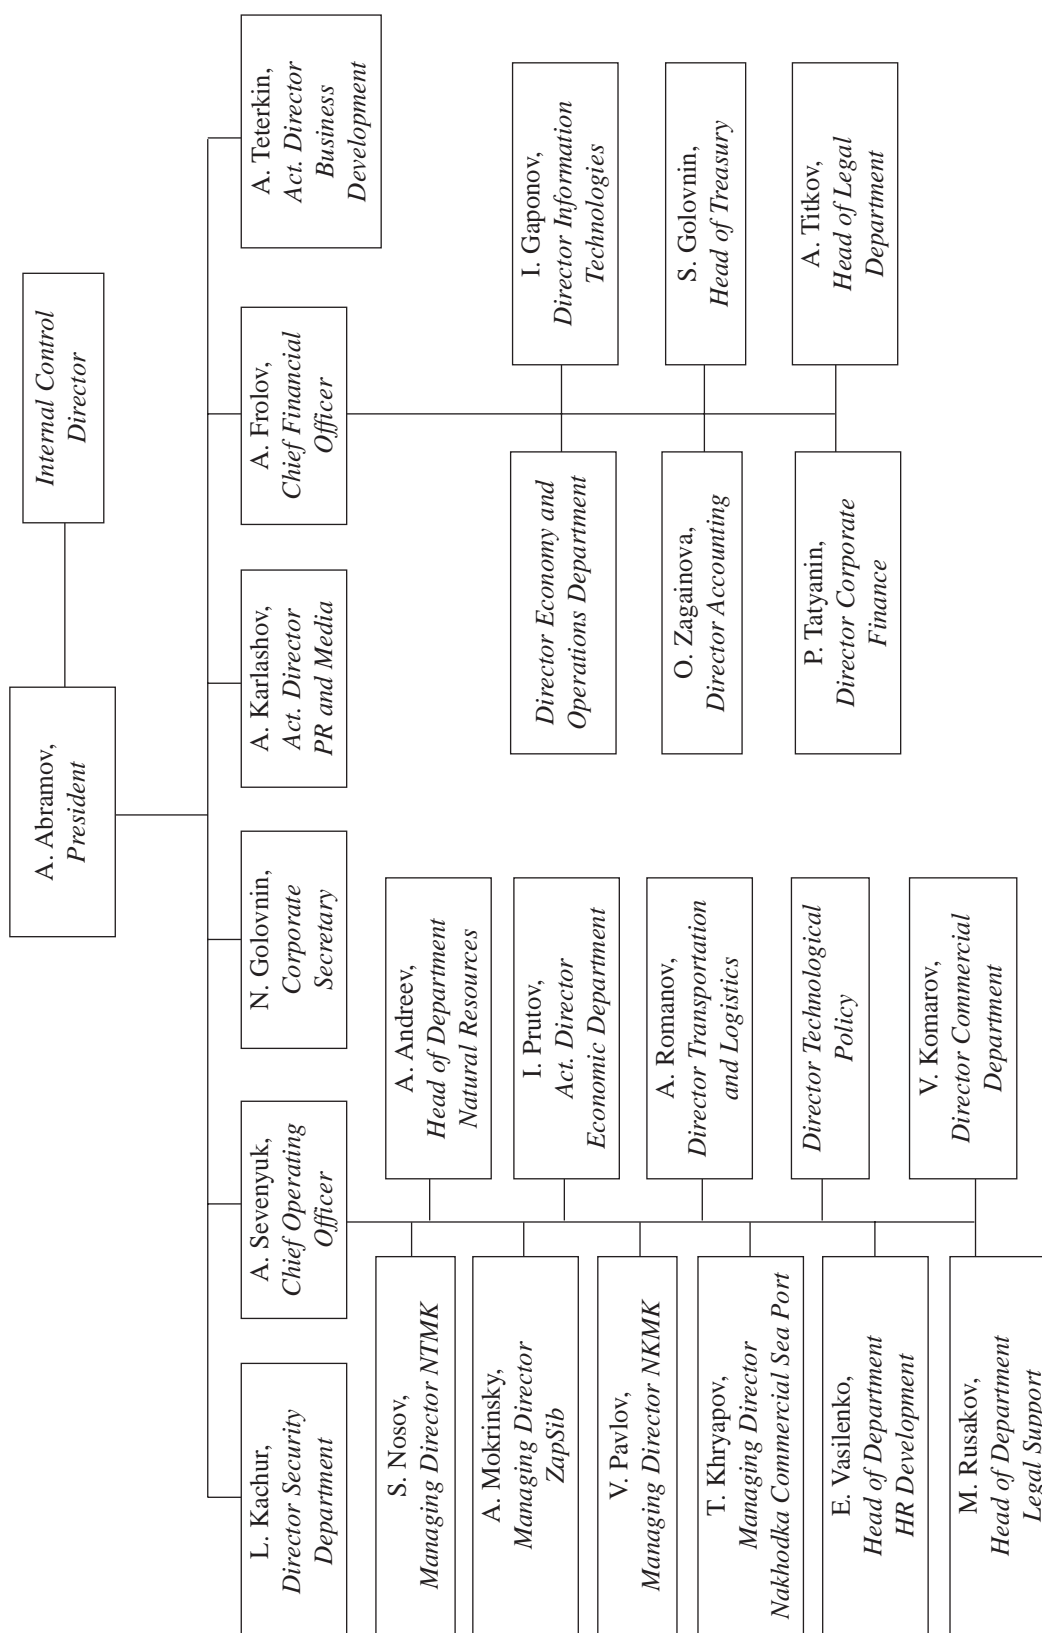 A. Abramov,
President
Internal Control
Director
L. Kachur,
Director Security
Department
A. Sevenyuk,
Chief Operating
Officer
N. Golovnin,
Corporate
Secretary
A. Karlashov,
Act. Director
PR and Media
A. Frolov,
Chief Financial
Officer
A. Teterkin,
Act. Director
Business
Development
S. Nosov,
Managing Director NTMK
A. Mokrinsky,
Managing Director
ZapSib
V. Pavlov,
Managing Director NKMK
T. Khryapov,
Managing Director
Nakhodka Commercial Sea Port
E. Vasilenko,
Head of Department
HR Development
M. Rusakov,
Head of Department
Legal Support
A. Andreev,
Head of Department
Natural Resources
I. Prutov,
Act. Director
Economic Department
A. Romanov,
Director Transportation
and Logistics
Director Technological
Policy
V. Komarov,
Director Commercial
Department
Director Economy and
Operations Department
O. Zagainova,
Director Accounting
P. Tatyanin,
Director Corporate
Finance
I. Gaponov,
Director Information
Technologies
S. Golovnin,
Head of Treasury
A. Titkov,
Head of Legal
Department